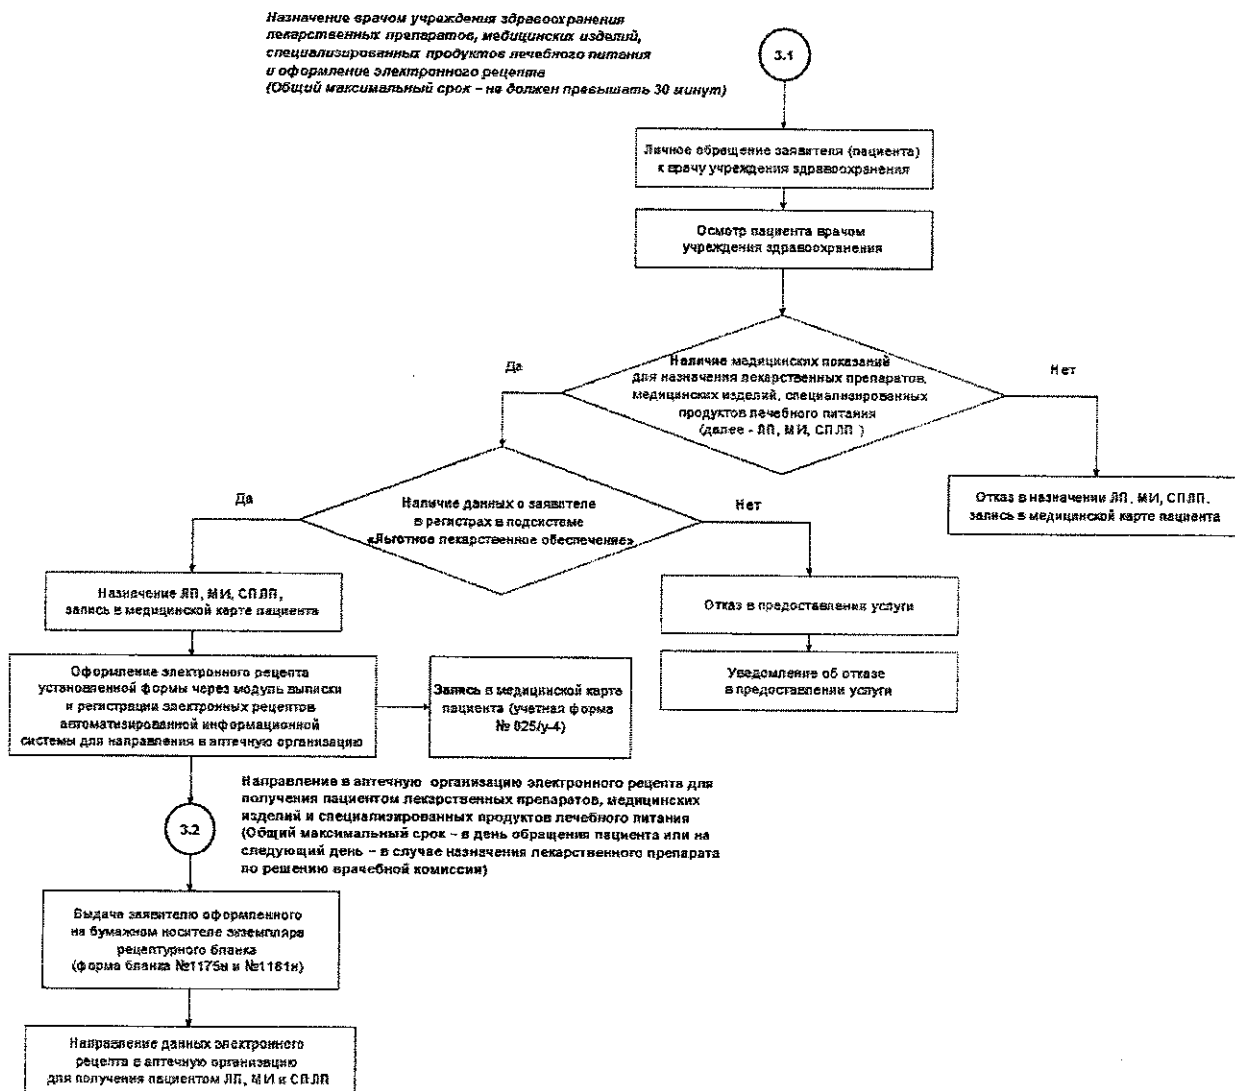 Назначение врачом учреждения здравоохранения
лекарственных препаратов, медицинских изделий,
специализированных продуктов лечебного питания
и оформление электронного рецепта
(Общий максимальный срок – не должен превышать 30 минут)
3.1
Личное обращение заявителя (пациента)
к врачу учреждения здравоохранения
Осмотр пациента врачом
учреждения здравоохранения
Да
Наличие медицинских показаний
для назначения лекарственных препаратов,
медицинских изделий, специализированных
продуктов лечебного питания
(далее - ЛП, МИ, СПЛП )
Нет
Отказ в назначении ЛП, МИ, СПЛП,
запись в медицинской карте пациента
Да
Наличие данных о заявителе
в регистрах в подсистеме
«Льготное лекарственное обеспечение»
Нет
Назначение ЛП, МИ, СПЛП,
запись в медицинской карте пациента
Отказ в предоставления услуги
Уведомление об отказе
в предоставлении услуги
Оформление электронного рецепта
установленной формы через модуль выписки
и регистрации электронных рецептов
автоматизированной информационной
системы для направления в аптечную организацию
Запись в медицинской карте
пациента (учетная форма
№ 025/у-4)
3.2
Направление в аптечную организацию электронного рецепта для
получения пациентом лекарственных препаратов, медицинских
изделий и специализированных продуктов лечебного питания
(Общий максимальный срок – в день обращения пациента или на
следующий день – в случае назначения лекарственного препарата
по решению врачебной комиссии)
Выдача заявителю оформленного
на бумажном носителе экземпляра
рецептурного бланка
(форма бланка №1175н и №1181н)
Направление данных электронного
рецепта в аптечную организацию
для получения пациентом ЛП, МИ и СПЛП